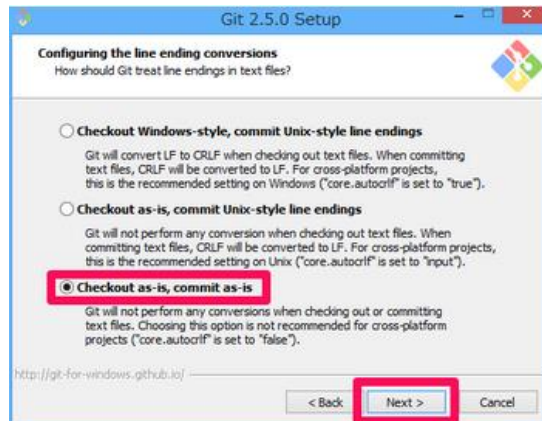 Git 2.5.0 Setup
Configuring the line ending conversions
How should Git treat line endings in text files?
Checkout Windows-style, commit Unix-style line endings
Git will convert LF to CRLF when checking out text files. When committing
text files, CRLF will be converted to LF. For cross-platform projects,
this is the recommended setting on Windows ("core.autocrlf" is set to "true").
Checkout as-is, commit Unix-style line endings
Git will not perform any conversion when checking out text files. When
committing text files, CRLF will be converted to LF. For cross-platform projects,
this is the recommended setting on Unix ("core.autocrlf" is set to "input").
Checkout as-is, commit as-is
Git will not perform any conversions when checking out or committing
text files. Choosing this option is not recommended for cross-platform
projects ("core.autocrlf" is set to "false").
http://git-for-windows.github.io/
< Back Next > Cancel